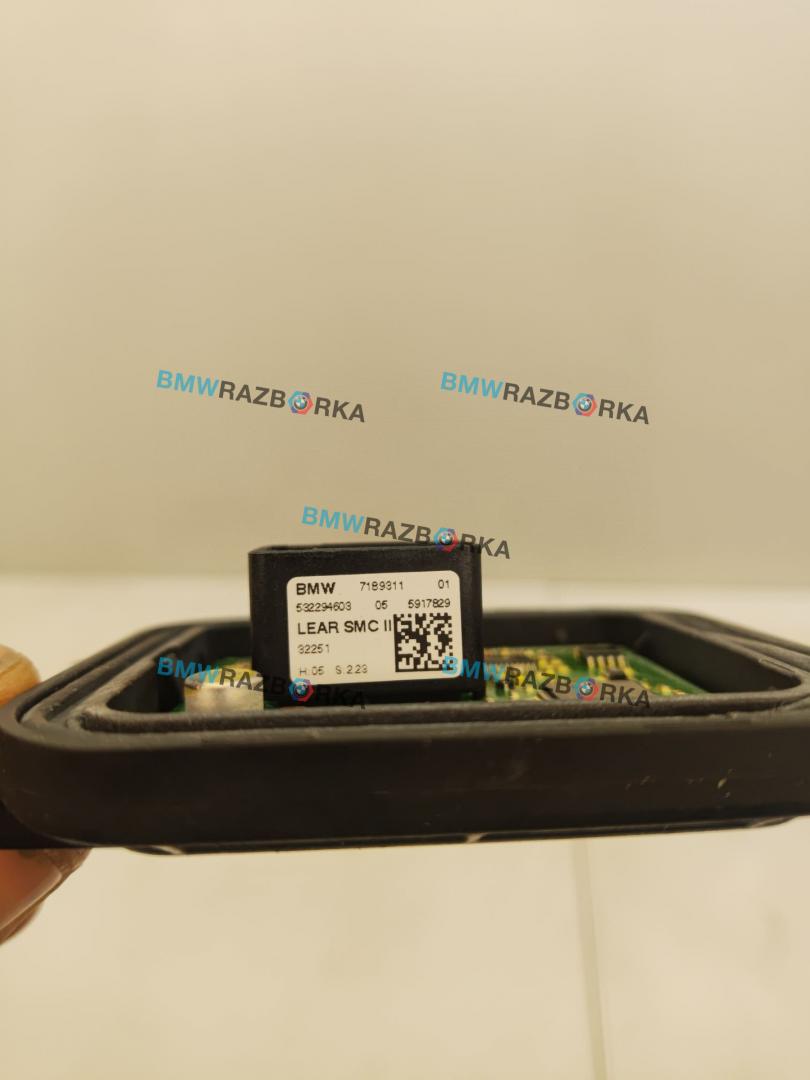 BMWRAZBORKA
BMWRAZBORKA
BMWRAZBORKA
BMW 7189311 01
532294603 05 5917829
LEAR SMC II
32251
H:05 S:2.23
BMWRAZBORKA
BMWRAZBORKA